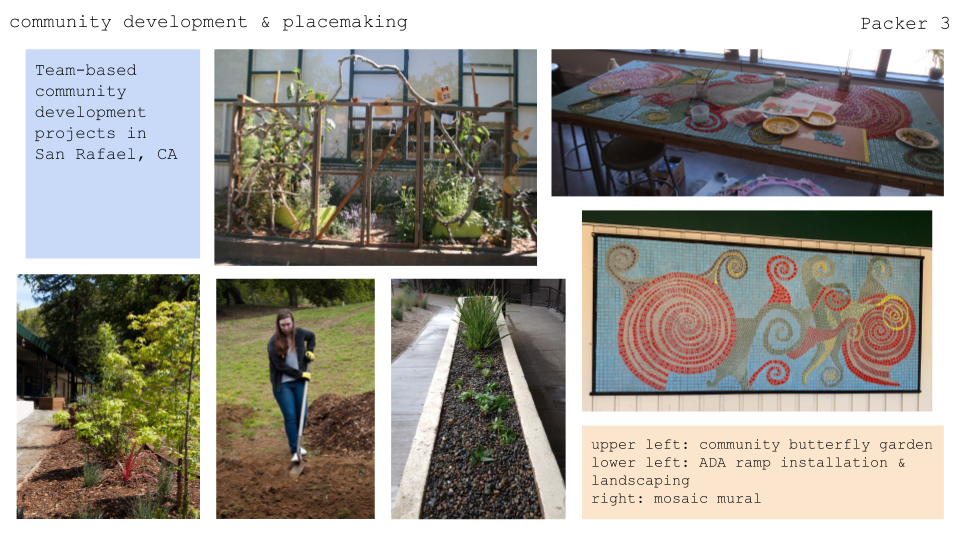 community development & placemaking
Packer 3
Team-based
community
development
projects in
San Rafael, CA
upper left: community butterfly garden
lower left: ADA ramp installation &
landscaping
right: mosaic mural